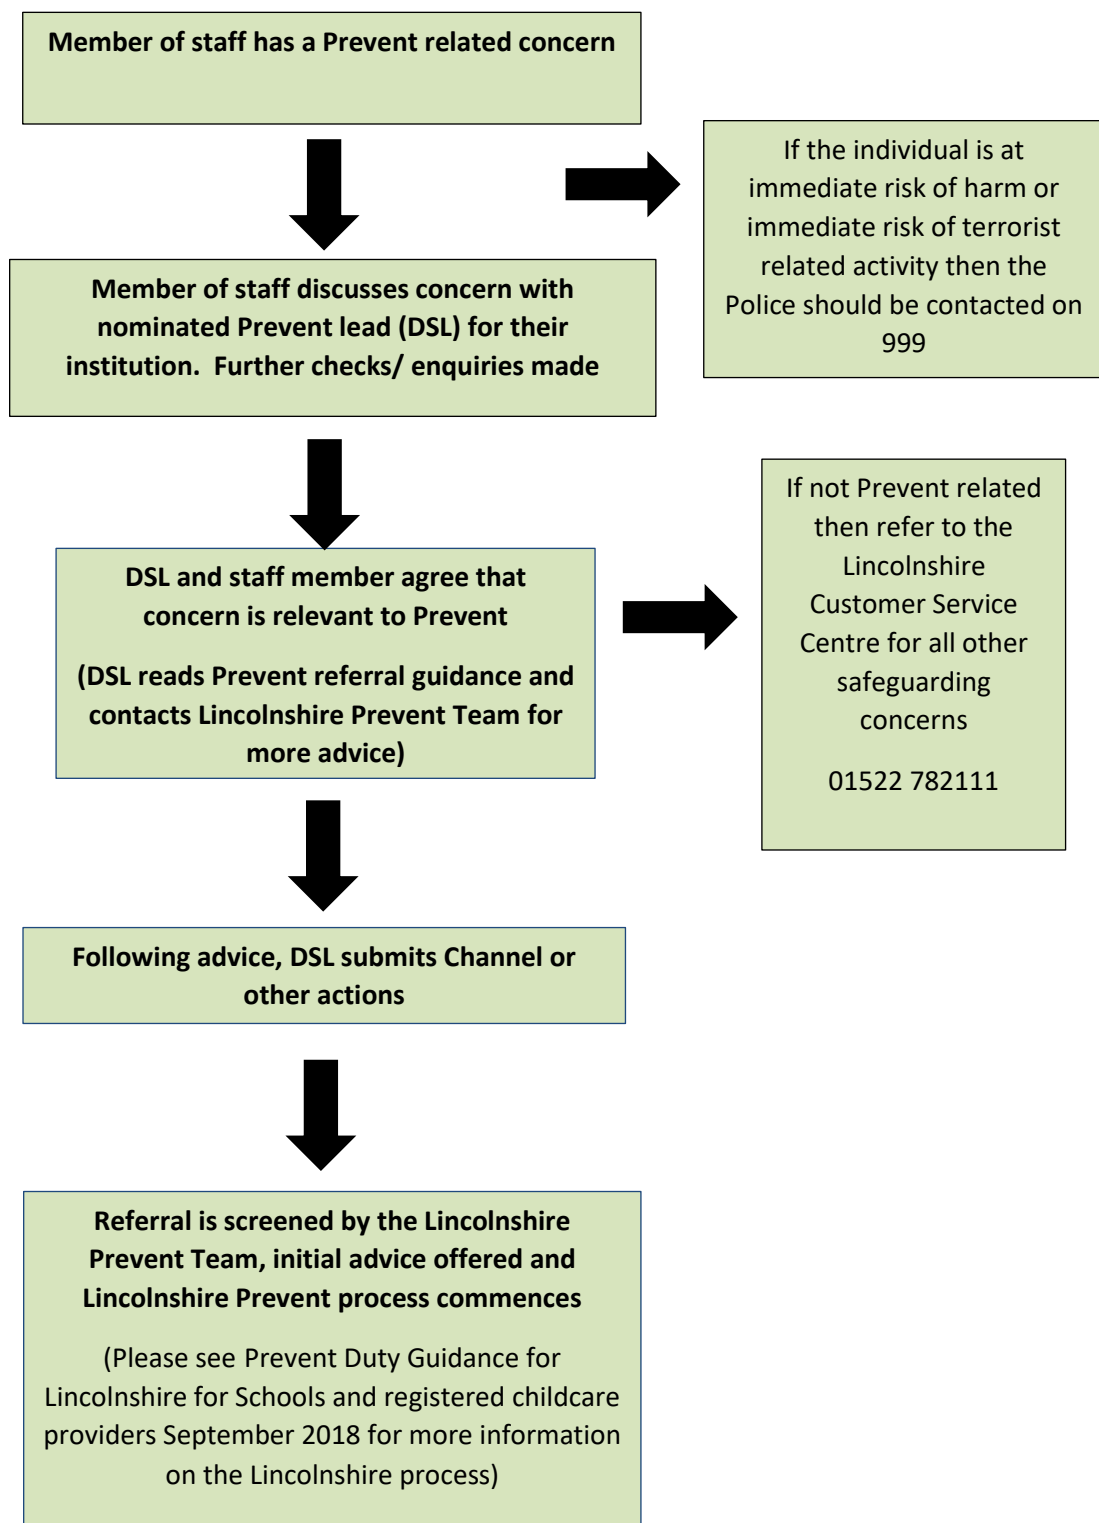 Member of staff has a Prevent related concern
If the individual is at
immediate risk of harm or
immediate risk of terrorist
related activity then the
Police should be contacted on
999
Member of staff discusses concern with
nominated Prevent lead (DSL) for their
institution.  Further checks/ enquiries made
DSL and staff member agree that
concern is relevant to Prevent
(DSL reads Prevent referral guidance and
contacts Lincolnshire Prevent Team for
more advice)
If not Prevent related
then refer to the
Lincolnshire
Customer Service
Centre for all other
safeguarding
concerns
01522 782111
Following advice, DSL submits Channel or
other actions
Referral is screened by the Lincolnshire
Prevent Team, initial advice offered and
Lincolnshire Prevent process commences
(Please see Prevent Duty Guidance for
Lincolnshire for Schools and registered childcare
providers September 2018 for more information
on the Lincolnshire process)